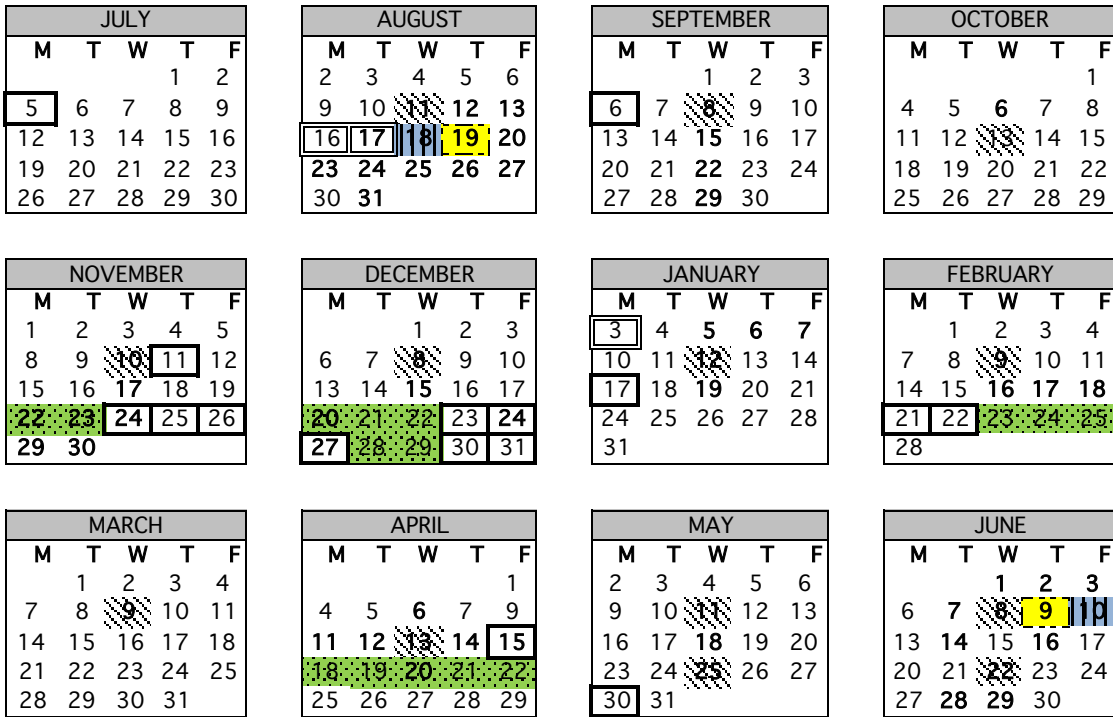 JULY
M T W T F
1 2
5 6 7 8 9
12 13 14 15 16
19 20 21 22 23
26 27 28 29 30
AUGUST
M T W T F
2 3 4 5 6
9 10 11 12 13
16 17 18 19 20
23 24 25 26 27
30 31
SEPTEMBER
M T W T F
1 2 3
6 7 8 9 10
13 14 15 16 17
20 21 22 23 24
27 28 29 30
OCTOBER
M T W T F
1
4 5 6 7 8
11 12 13 14 15
18 19 20 21 22
25 26 27 28 29
NOVEMBER
M T W T F
1 2 3 4 5
8 9 10 11 12
15 16 17 18 19
22 23 24 25 26
29 30
DECEMBER
M T W T F
1 2 3
6 7 8 9 10
13 14 15 16 17
20 21 22 23 24
27 28 29 30 31
JANUARY
M T W T F
3 4 5 6 7
10 11 12 13 14
17 18 19 20 21
24 25 26 27 28
31
FEBRUARY
M T W T F
1 2 3 4
7 8 9 10 11
14 15 16 17 18
21 22 23 24 25
28
MARCH
M T W T F
1 2 3 4
7 8 9 10 11
14 15 16 17 18
21 22 23 24 25
28 29 30 31
APRIL
M T W T F
1
4 5 6 7 9
11 12 13 14 15
18 19 20 21 22
25 26 27 28 29
MAY
M T W T F
2 3 4 5 6
9 10 11 12 13
16 17 18 19 20
23 24 25 26 27
30 31
JUNE
M T W T F
1 2 3
6 7 8 9 10
13 14 15 16 17
20 21 22 23 24
27 28 29 30